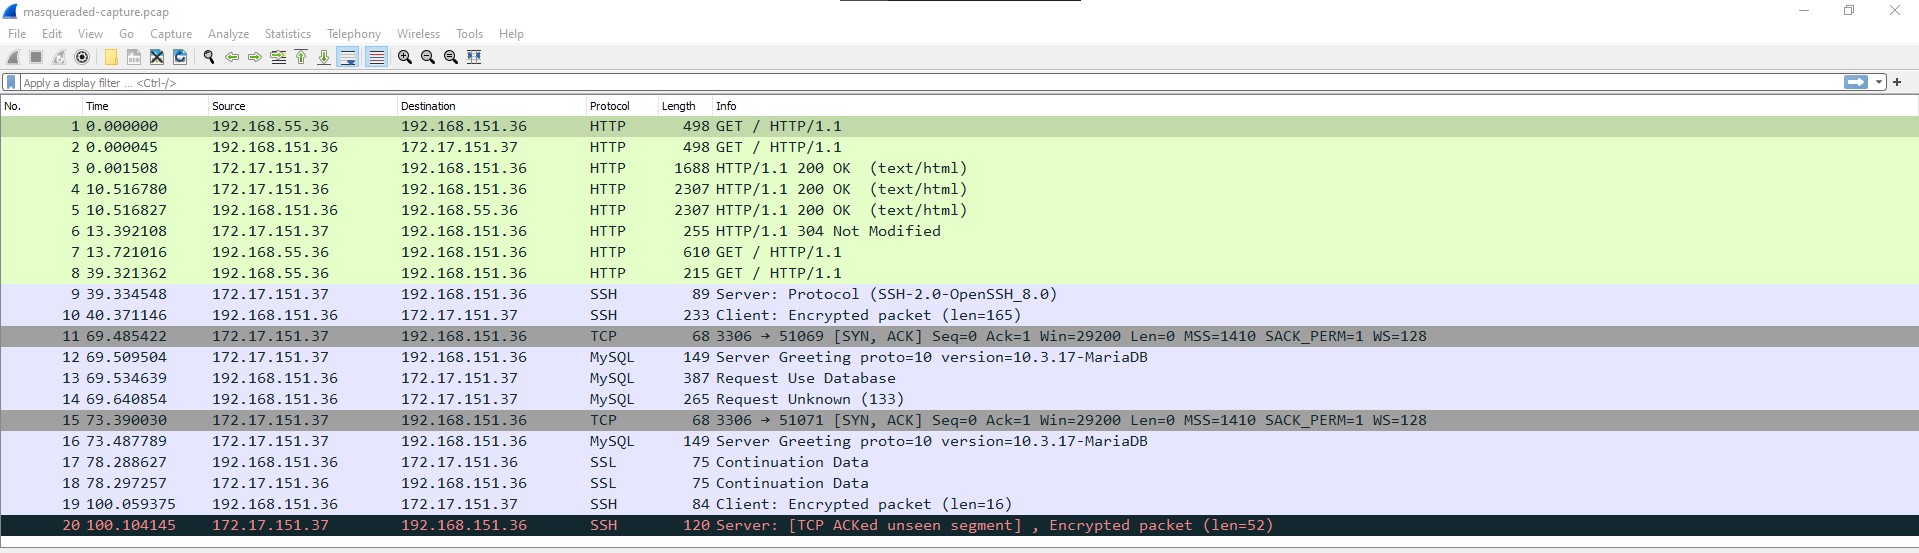 masqueraded-capture.pcap
File Edit View Go Capture Analyze Statistics Telephony Wireless Tools Help
Apply a display filter ... <Ctrl-/>
No. Time Source Destination Protocol Length Info
1 0.000000 192.168.55.36 192.168.151.36 HTTP 498 GET / HTTP/1.1
2 0.000045 192.168.151.36 172.17.151.37 HTTP 498 GET / HTTP/1.1
3 0.001508 172.17.151.37 192.168.151.36 HTTP 1688 HTTP/1.1 200 OK (text/html)
4 10.516780 172.17.151.37 192.168.151.36 HTTP 2307 HTTP/1.1 200 OK (text/html)
5 10.516827 192.168.151.36 192.168.55.36 HTTP 2307 HTTP/1.1 200 OK (text/html)
6 13.392108 172.17.151.37 192.168.151.36 HTTP 255 HTTP/1.1 304 Not Modified
7 13.721016 192.168.55.36 192.168.151.36 HTTP 610 GET / HTTP/1.1
8 39.321362 192.168.55.36 192.168.151.36 HTTP 215 GET / HTTP/1.1
9 39.334548 172.17.151.37 192.168.151.36 SSH 89 Server: Protocol (SSH-2.0-OpenSSH_8.0)
10 40.371146 192.168.151.36 172.17.151.37 SSH 233 Client: Encrypted packet (len=165)
11 69.485422 172.17.151.37 192.168.151.36 TCP 68 3306 → 51069 [SYN, ACK] Seq=0 Ack=1 Win=29200 Len=0 MSS=1410 SACK_PERM=1 WS=128
12 69.509504 172.17.151.37 192.168.151.36 MySQL 149 Server Greeting proto=10 version=10.3.17-MariaDB
13 69.534639 192.168.151.36 172.17.151.37 MySQL 387 Request Use Database
14 69.640854 192.168.151.36 172.17.151.37 MySQL 265 Request Unknown (133)
15 73.390030 172.17.151.37 192.168.151.36 TCP 68 3306 → 51071 [SYN, ACK] Seq=0 Ack=1 Win=29200 Len=0 MSS=1410 SACK_PERM=1 WS=128
16 73.487789 172.17.151.37 192.168.151.36 MySQL 149 Server Greeting proto=10 version=10.3.17-MariaDB
17 78.288627 192.168.151.36 172.17.151.36 SSL 75 Continuation Data
18 78.297257 172.17.151.36 192.168.151.36 SSL 75 Continuation Data
19 100.059375 192.168.151.36 172.17.151.37 SSH 84 Client: Encrypted packet (len=16)
20 100.104145 172.17.151.37 192.168.151.36 SSH 120 Server: [TCP ACKed unseen segment] , Encrypted packet (len=52)